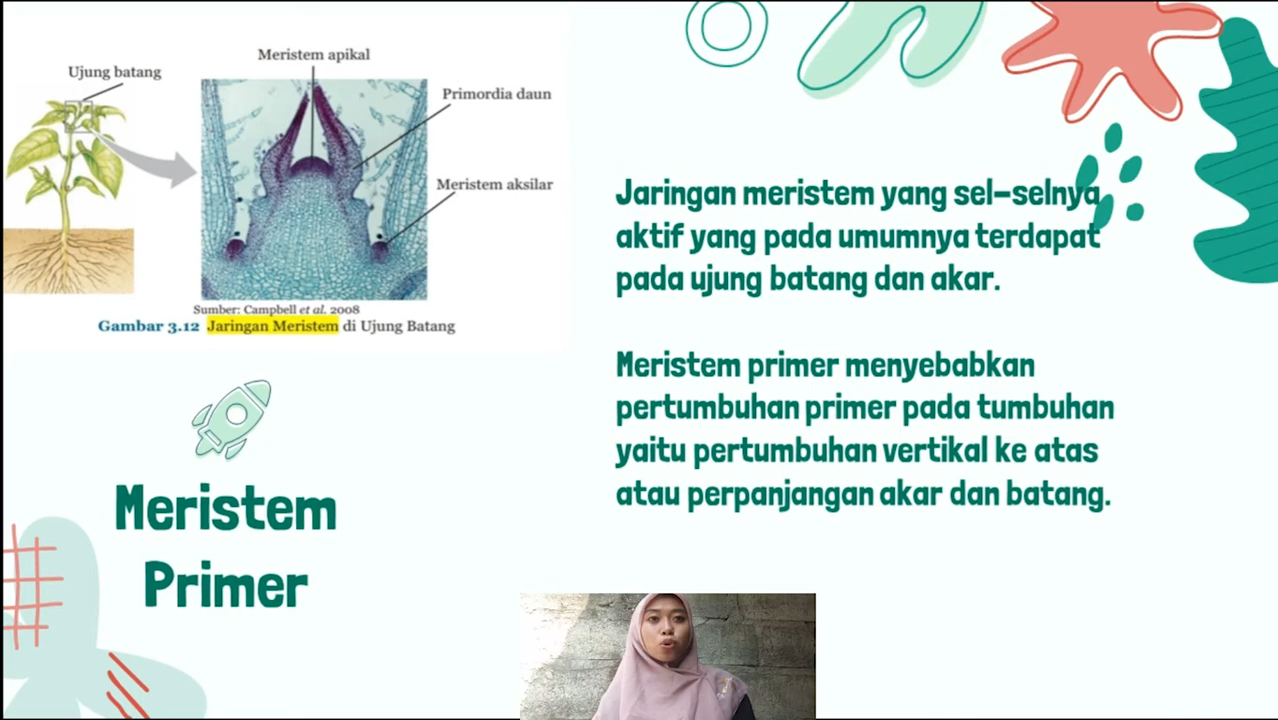 Meristem apikal
Ujung batang
Primordia daun
Meristem aksilar
Sumber: Campbell et al. 2008
Gambar 3.12 Jaringan Meristem di Ujung Batang
Meristem
Primer
Jaringan meristem yang sel-selnya
aktif yang pada umumnya terdapat
pada ujung batang dan akar.
Meristem primer menyebabkan
pertumbuhan primer pada tumbuhan
yaitu pertumbuhan vertikal ke atas
atau perpanjangan akar dan batang.